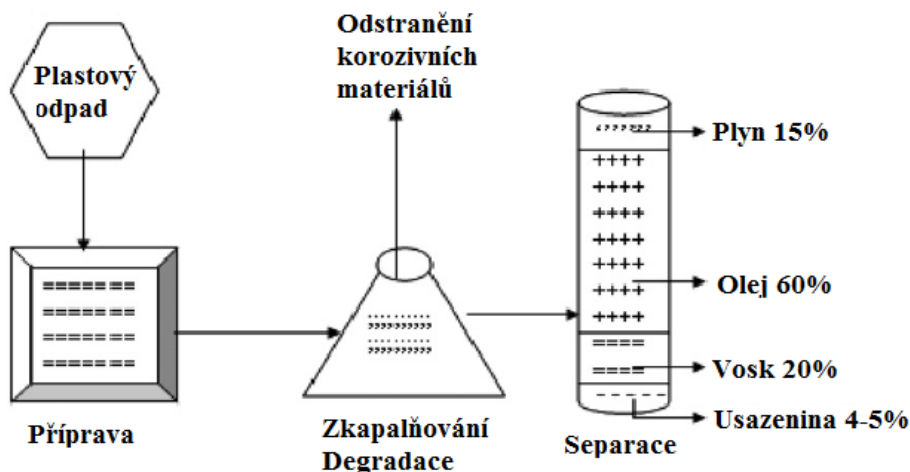 Plastový
odpad
Odstranění
korozivních
materiálů
Plyn 15%
Olej 60%
Vosk 20%
Usazenina 4-5%
Příprava
Zkapalňování
Degradace
Separace